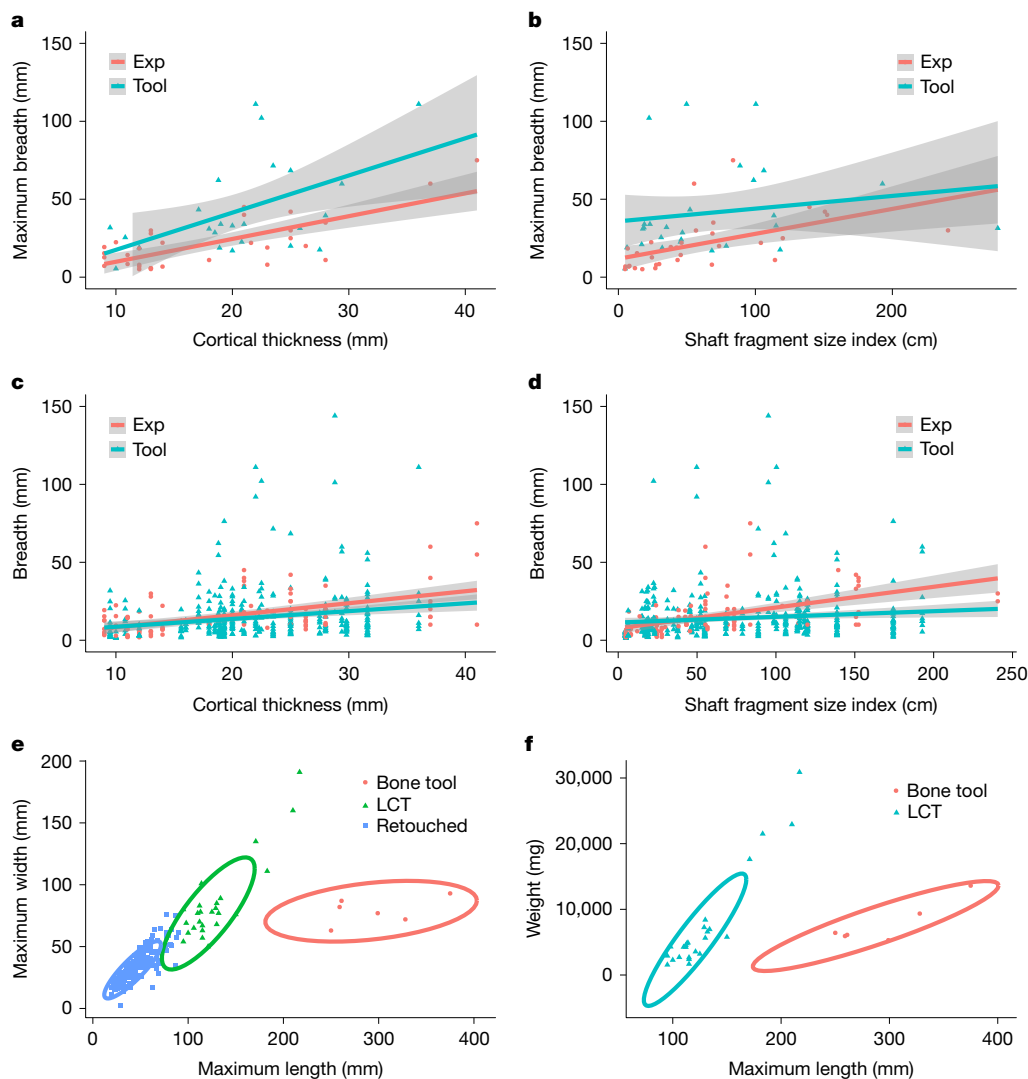 a
150
100
50
0
Maximum breadth (mm)
Exp
Tool
10
20
30
40
Cortical thickness (mm)
b
150
100
50
0
Maximum breadth (mm)
Exp
Tool
0
100
200
Shaft fragment size index (cm)
c
150
100
50
0
Breadth (mm)
Exp
Tool
10
20
30
40
Cortical thickness (mm)
d
150
100
50
0
Breadth (mm)
Exp
Tool
0
50
100
150
200
250
Shaft fragment size index (cm)
e
200
150
100
50
0
Maximum width (mm)
Bone tool
LCT
Retouched
0
100
200
300
400
Maximum length (mm)
f
30,000
20,000
10,000
0
Weight (mg)
Bone tool
LCT
100
200
300
400
Maximum length (mm)